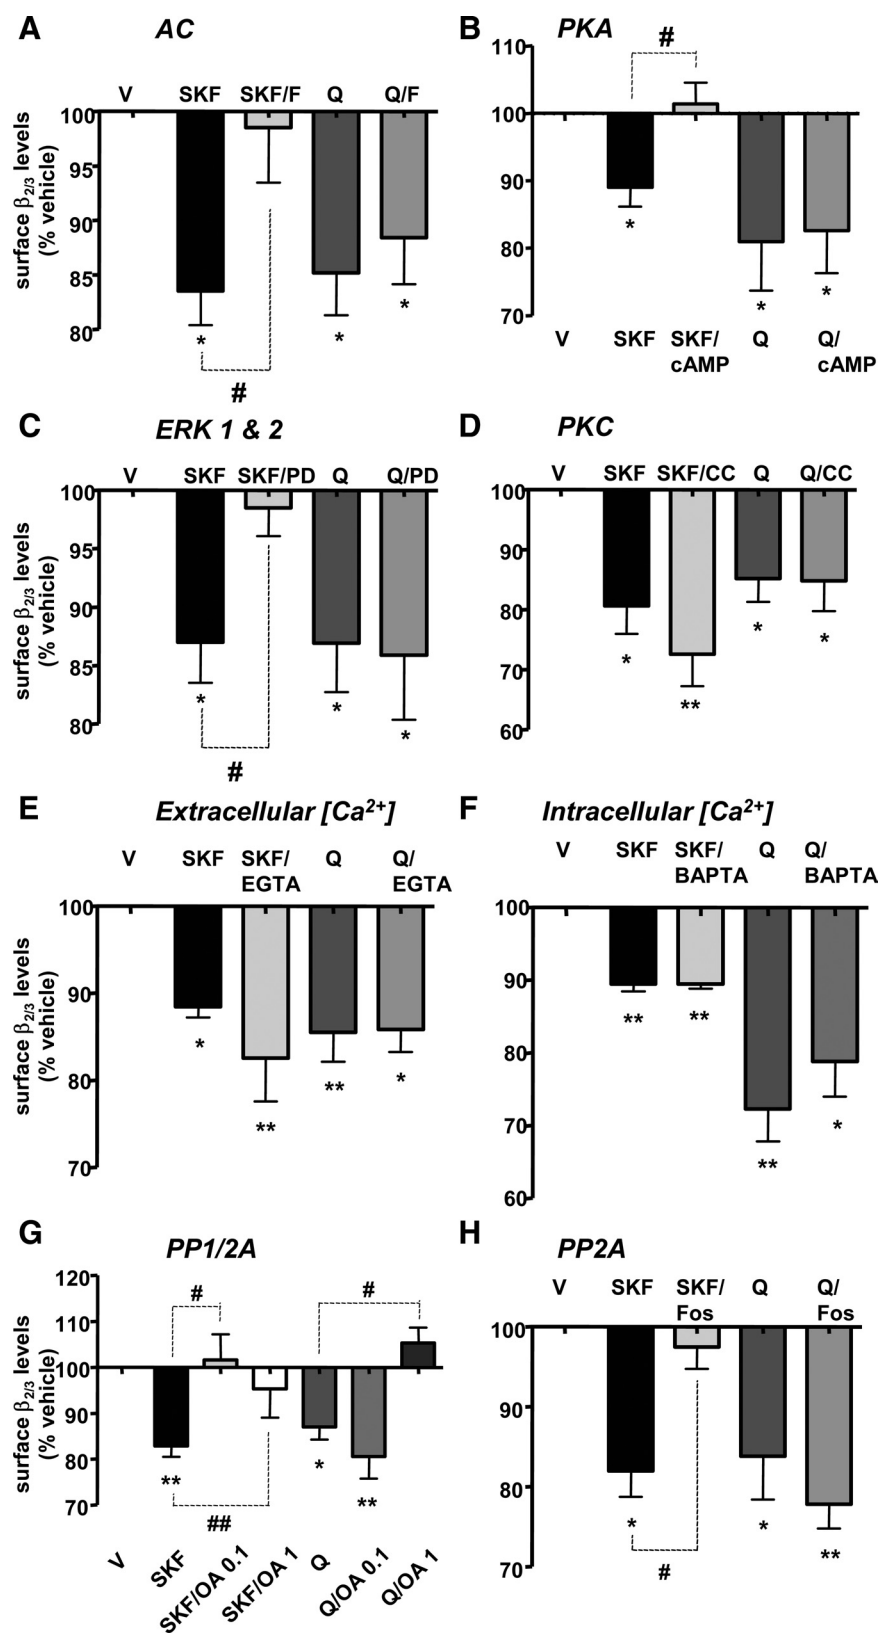 A
AC
V SKF SKF/F Q Q/F
surface β2/3 levels
(% vehicle)
100
95
90
85
80
* * *
#
B
PKA
#
110
100
90
80
70
* * *
V SKF SKF/ Q Q/
cAMP cAMP
C
ERK 1 & 2
V SKF SKF/PD Q Q/PD
surface β2/3 levels
(% vehicle)
100
95
90
85
80
* * *
#
D
PKC
V SKF SKF/CC Q Q/CC
100
90
80
70
60
* ** * *
E
Extracellular [Ca2+]
V SKF SKF/ Q Q/
EGTA EGTA
surface β2/3 levels
(% vehicle)
100
90
80
70
* ** ** *
F
Intracellular [Ca2+]
V SKF SKF/ Q Q/
BAPTA BAPTA
100
90
80
70
60
** ** ** *
G
PP1/2A
surface β2/3 levels
(% vehicle)
120
110
100
90
80
70
# #
** * **
##
V SKF SKF/OA 0.1 SKF/OA 1 Q Q/OA 0.1 Q/OA 1
H
PP2A
V SKF SKF/ Q Q/
Fos Fos
100
90
80
70
* * **
#